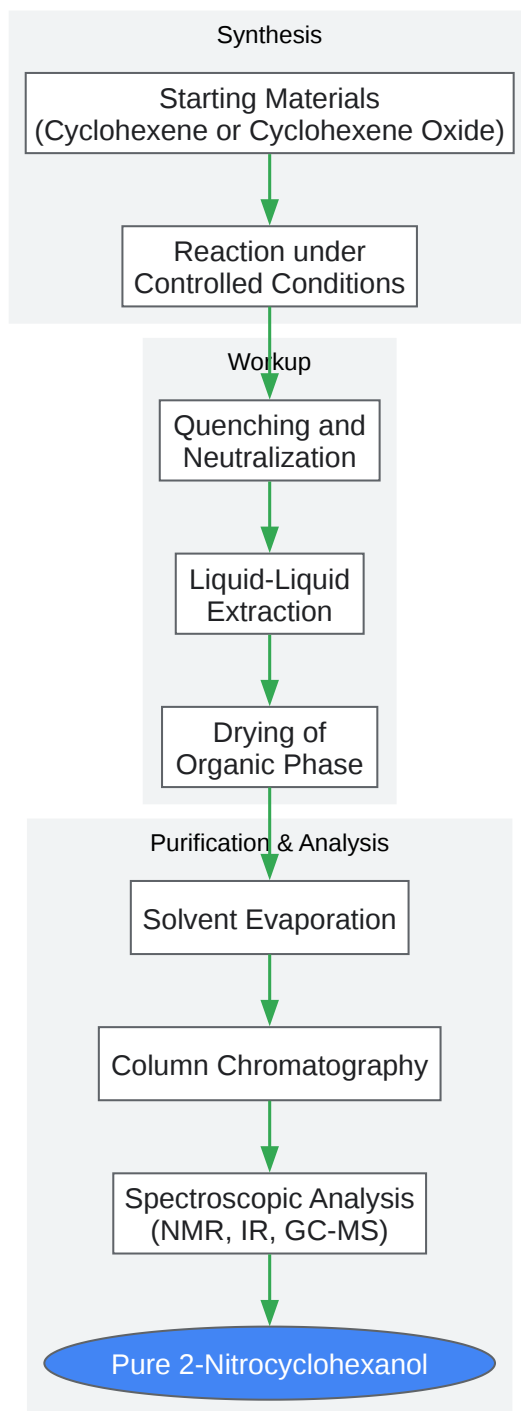 Synthesis
Starting Materials
(Cyclohexene or Cyclohexene Oxide)
Reaction under
Controlled Conditions
Workup
Quenching and
Neutralization
Liquid-Liquid
Extraction
Drying of
Organic Phase
Purification & Analysis
Solvent Evaporation
Column Chromatography
Spectroscopic Analysis
(NMR, IR, GC-MS)
Pure 2-Nitrocyclohexanol